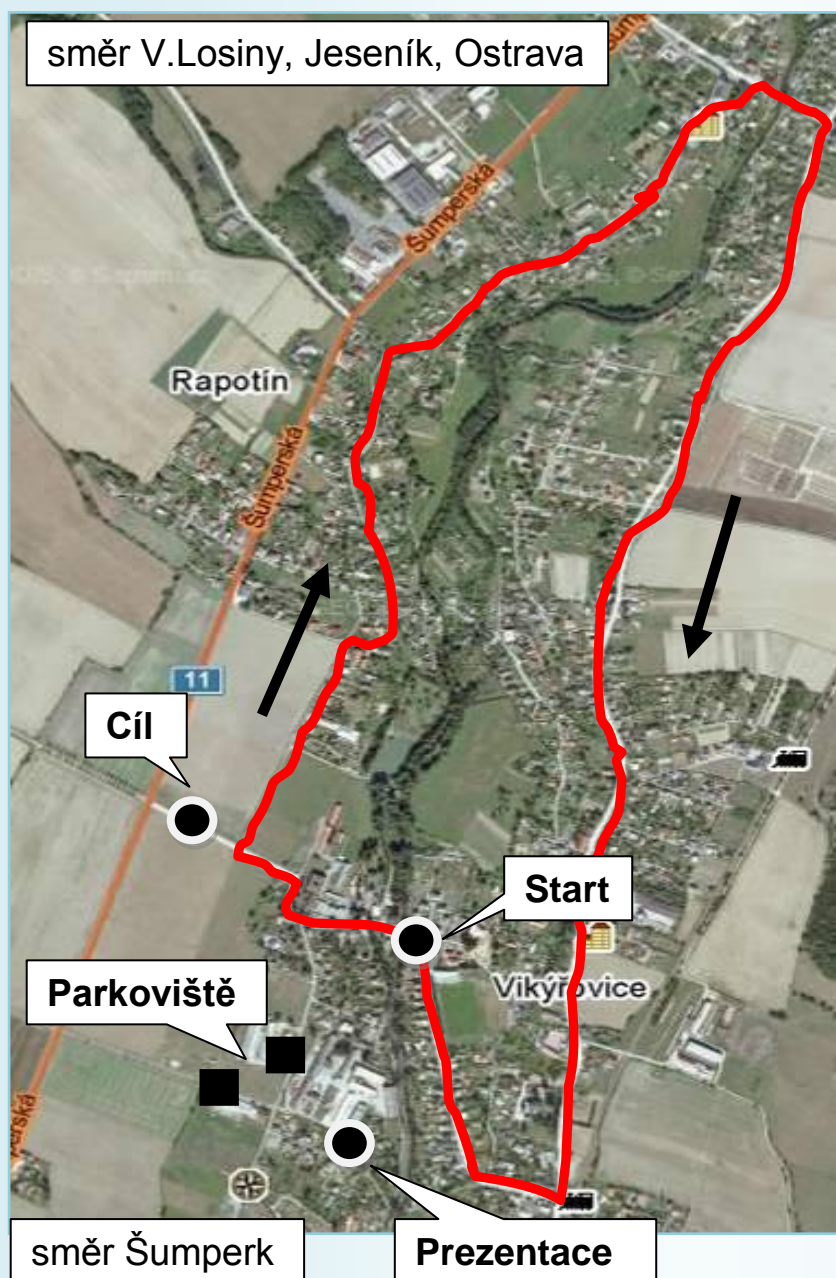 směr V.Losiny, Jeseník, Ostrava
Šumperská
Rapotín
Šumperská
11
Cíl
Start
Parkoviště
Vikýřovice
směr Šumperk
Prezentace